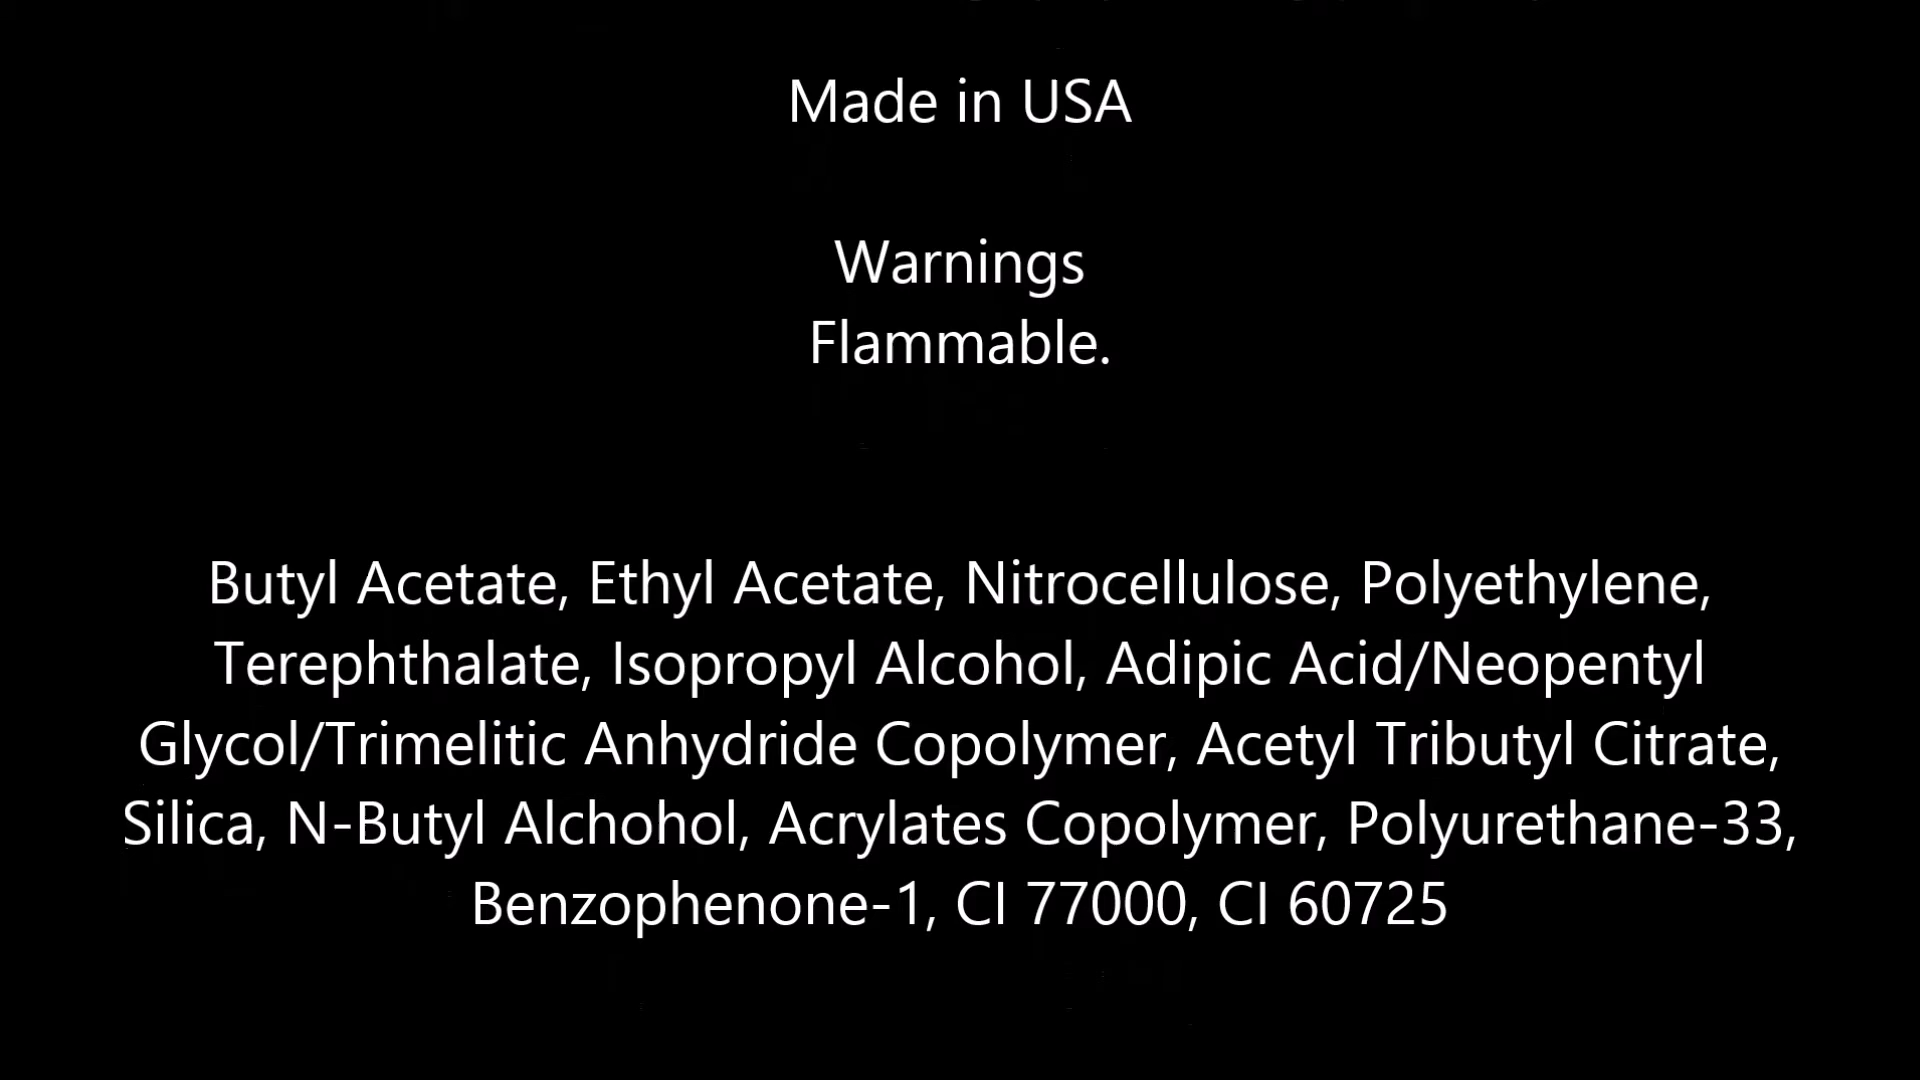 Made in USA
Warnings
Flammable.
Butyl Acetate, Ethyl Acetate, Nitrocellulose, Polyethylene,
Terephthalate, Isopropyl Alcohol, Adipic Acid/Neopentyl
Glycol/Trimelitic Anhydride Copolymer, Acetyl Tributyl Citrate,
Silica, N-Butyl Alchohol, Acrylates Copolymer, Polyurethane-33,
Benzophenone-1, CI 77000, CI 60725